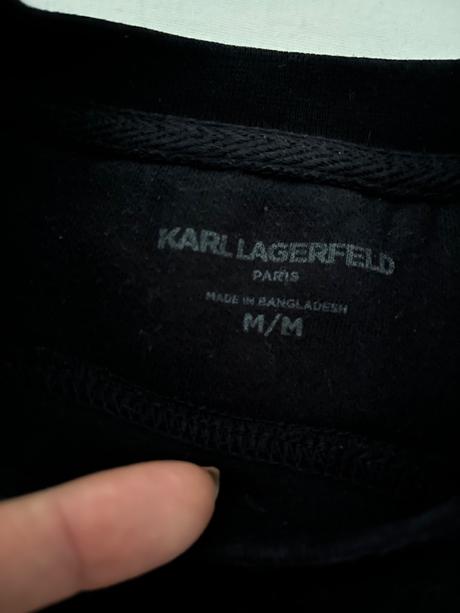 KARL LAGERFELD
PARIS
MADE IN BANGLADESH
M/M